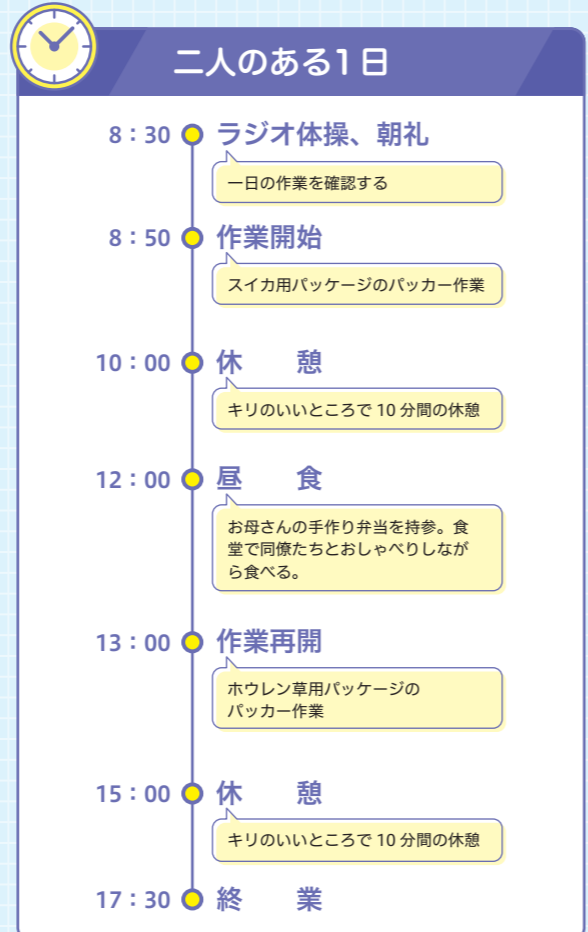 二人のある1日
8：30 ラジオ体操、朝礼
一日の作業を確認する
8：50 作業開始
スイカ用パッケージのパッカー作業
10：00 休　憩
キリのいいところで 10 分間の休憩
12：00 昼　食
お母さんの手作り弁当を持参。食
堂で同僚たちとおしゃべりしなが
ら食べる。
13：00 作業再開
ホウレン草用パッケージの
パッカー作業
15：00 休　憩
キリのいいところで 10 分間の休憩
17：30 終　業